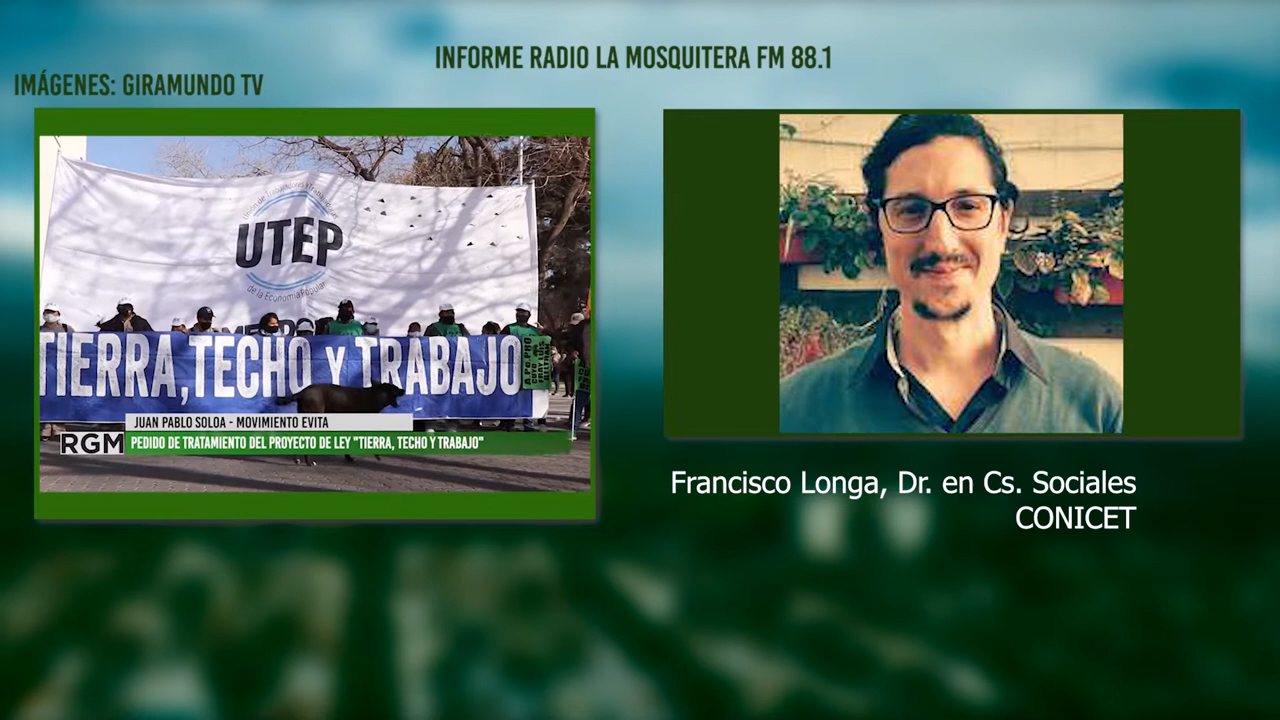 INFORME RADIO LA MOSQUITERA FM 88.1
IMÁGENES: GIRAMUNDO TV
UTEP
de la Economía Popular
TIERRA, TECHO Y TRABAJO
JUAN PABLO SOLOA - MOVIMIENTO EVITA
RGM
PEDIDO DE TRATAMIENTO DEL PROYECTO DE LEY "TIERRA, TECHO Y TRABAJO"
Francisco Longa, Dr. en Cs. Sociales
CONICET